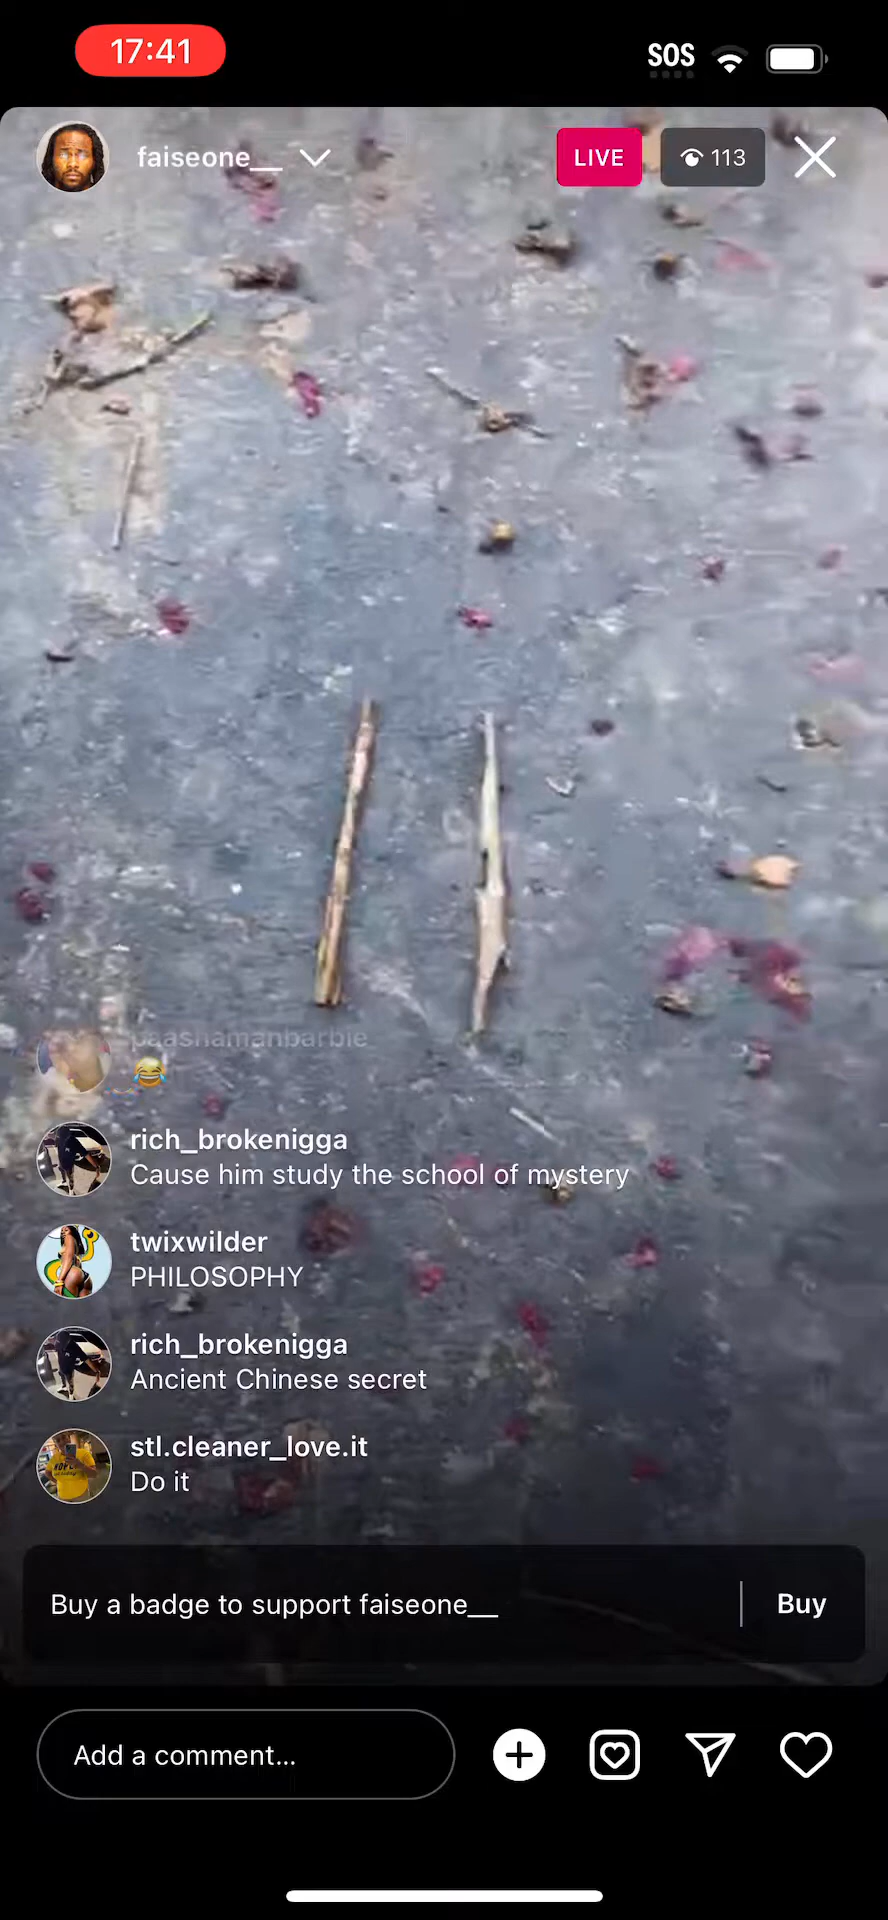 17:41
SOS
faiseone__
LIVE
113
paashamanbarbie
😂
rich_brokenigga
Cause him study the school of mystery
twixwilder
PHILOSOPHY
rich_brokenigga
Ancient Chinese secret
stl.cleaner_love.it
Do it
Buy a badge to support faiseone__
Buy
Add a comment...